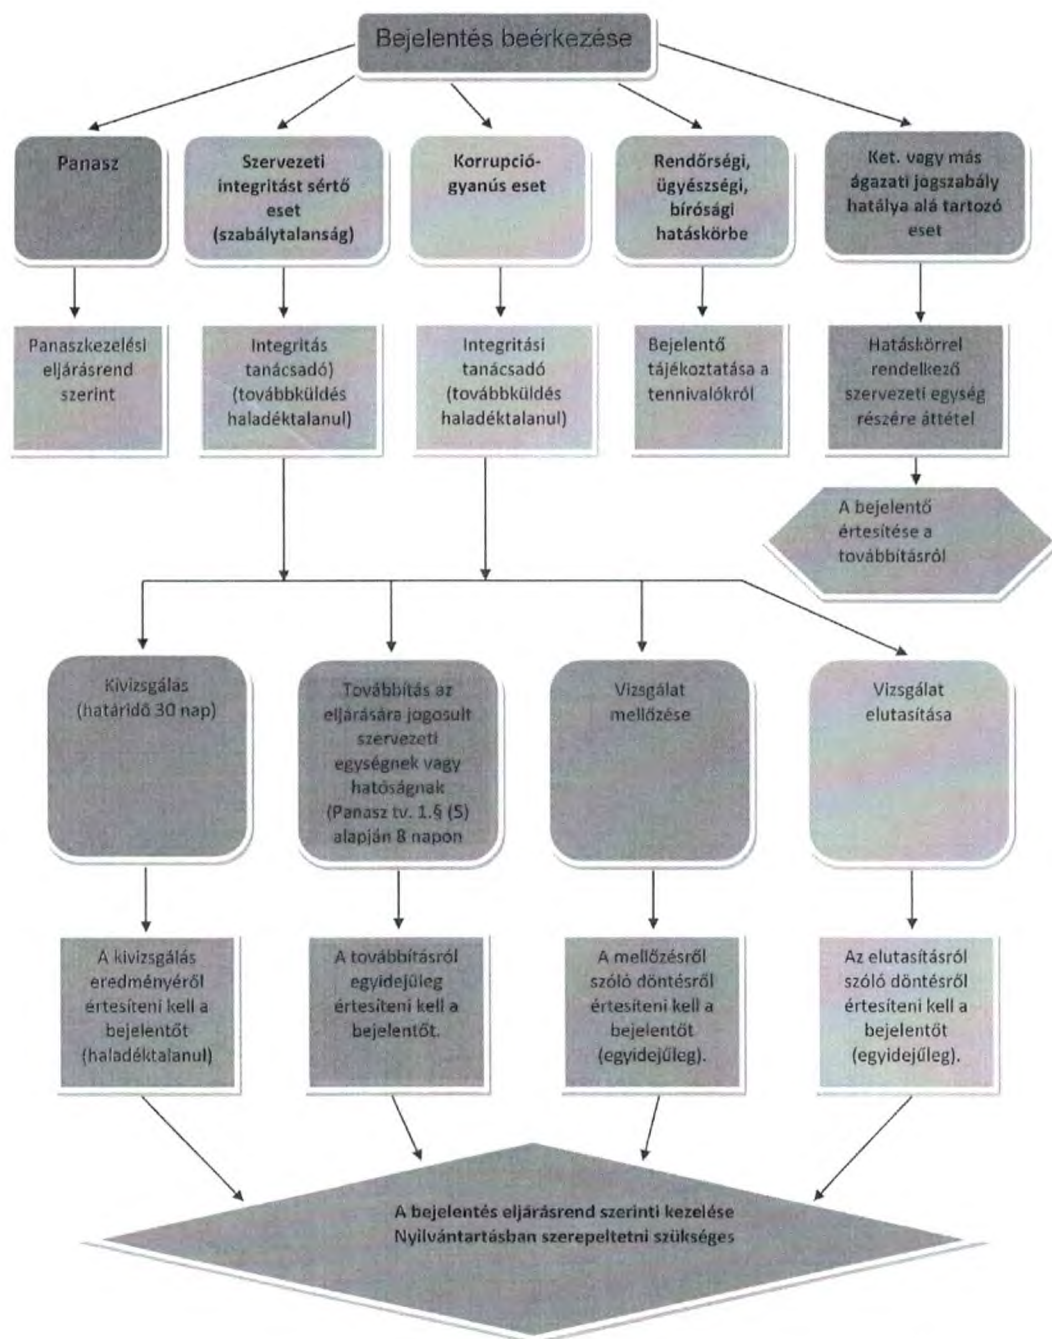 Bejelentés beérkezése
Panasz
Szervezeti
integritást sértő
eset
(szabálytalanság)
Korrupció-
gyanús eset
Rendőrségi,
ügyészségi,
bírósági
hatáskörbe
Ket. vagy más
ágazati jogszabály
hatálya alá tartozó
eset
Panaszkezelési
eljárásrend
szerint
Integritás
tanácsadó)
(továbbküldés
haladéktalanul)
Integritási
tanácsadó
(továbbküldés
haladéktalanul)
Bejelentő
tájékoztatása a
tennivalókról
Hatáskörrel
rendelkező
szervezeti egység
részére áttétel
A bejelentő
értesítése a
továbbításról
Kivizsgálás
(határidő 30 nap)
Továbbítás az
eljárására jogosult
szervezeti
egységnek vagy
hatóságnak
(Panasz tv. 1.§ (5)
alapján 8 napon
Vizsgálat
mellőzése
Vizsgálat
elutasítása
A kivizsgálás
eredményéről
értesíteni kell a
bejelentőt
(haladéktalanul)
A továbbításról
egyidejűleg
értesíteni kell a
bejelentőt.
A mellőzésről
szóló döntésről
értesíteni kell a
bejelentőt
(egyidejűleg).
Az elutasításról
szóló döntésről
értesíteni kell a
bejelentőt
(egyidejűleg).
A bejelentés eljárásrend szerinti kezelése
Nyilvántartásban szerepeltetni szükséges